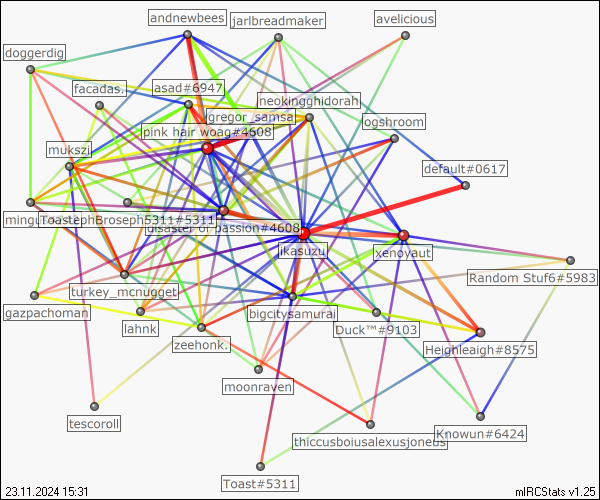 andnewbees
jarlbreadmaker
avelicious
doggerdig
facadas.
asad#6947
neokingghidorah
gregor_samsa
ogshroom
pink hair woag#4608
mukszi
default#0617
ToastephBroseph5311#5311
disaster of passion#4608
jkasuzu
xenoyaut
Random Stuf6#5983
turkey_mcnugget
gazpachoman
lahnk
bigcitysamurai
Duck™#9103
zeehonk.
Heighleaigh#8575
moonraven
tescoroll
thiccusboiusalexusjoneus
Knowun#6424
Toast#5311
23.11.2024 15:31
mIRCStats v1.25